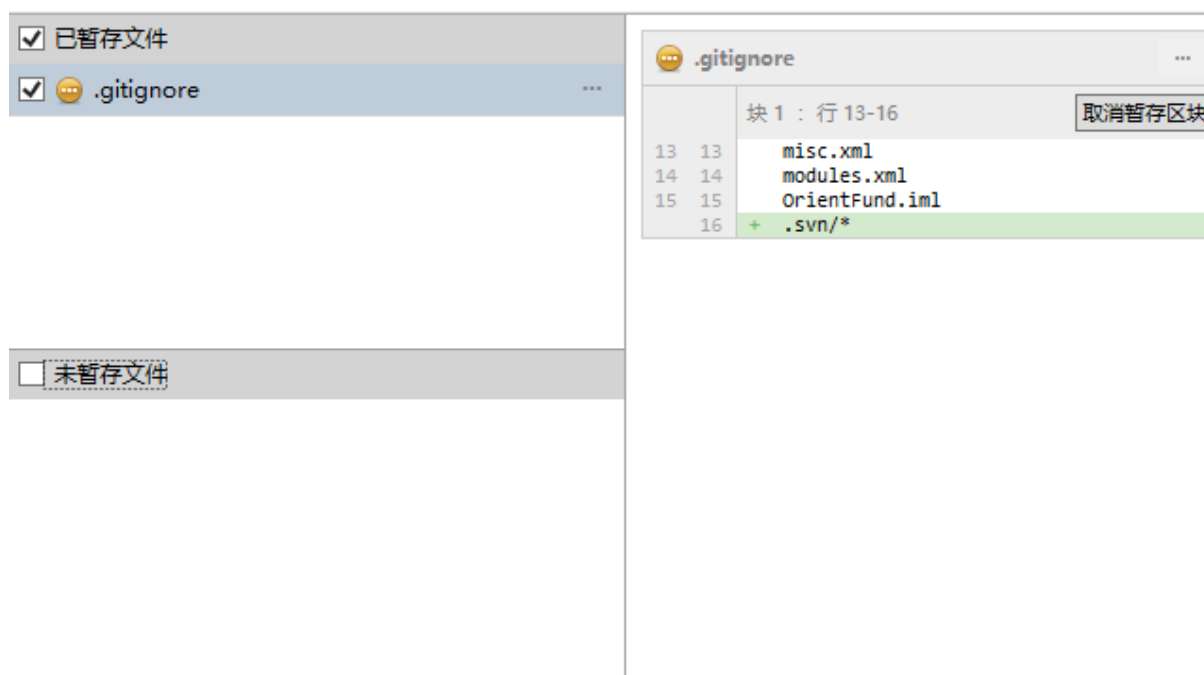 已暂存文件
.gitignore
...
未暂存文件
.gitignore
...
块 1 : 行 13-16
取消暂存区块
13 13 misc.xml
14 14 modules.xml
15 15 OrientFund.iml
16 + .svn/*